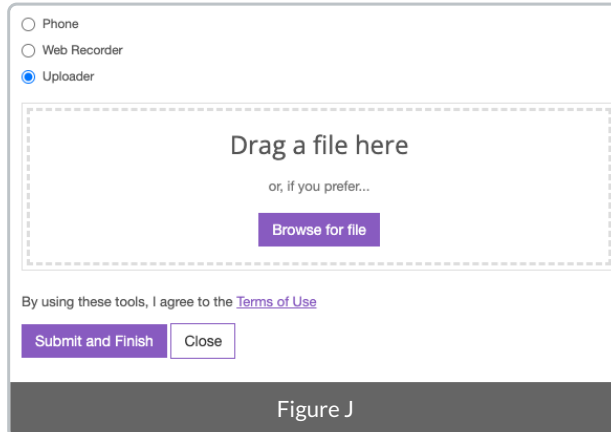 Phone
Web Recorder
Uploader
Drag a file here
or, if you prefer...
Browse for file
By using these tools, I agree to the Terms of Use
Submit and Finish Close
Figure J